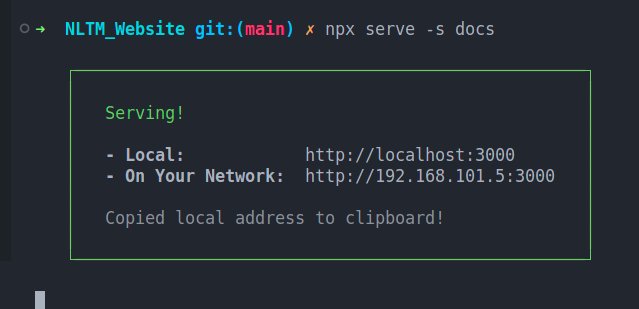 ➜ NLTM_Website git:(main) ✗ npx serve -s docs
Serving!
- Local: http://localhost:3000
- On Your Network: http://192.168.101.5:3000
Copied local address to clipboard!